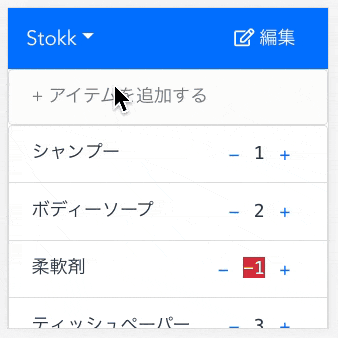 Stokk 編集
+ アイテムを追加する
シャンプー − 1 +
ボディーソープ − 2 +
柔軟剤 − −1 +
ティッシュペーパー − 3 +